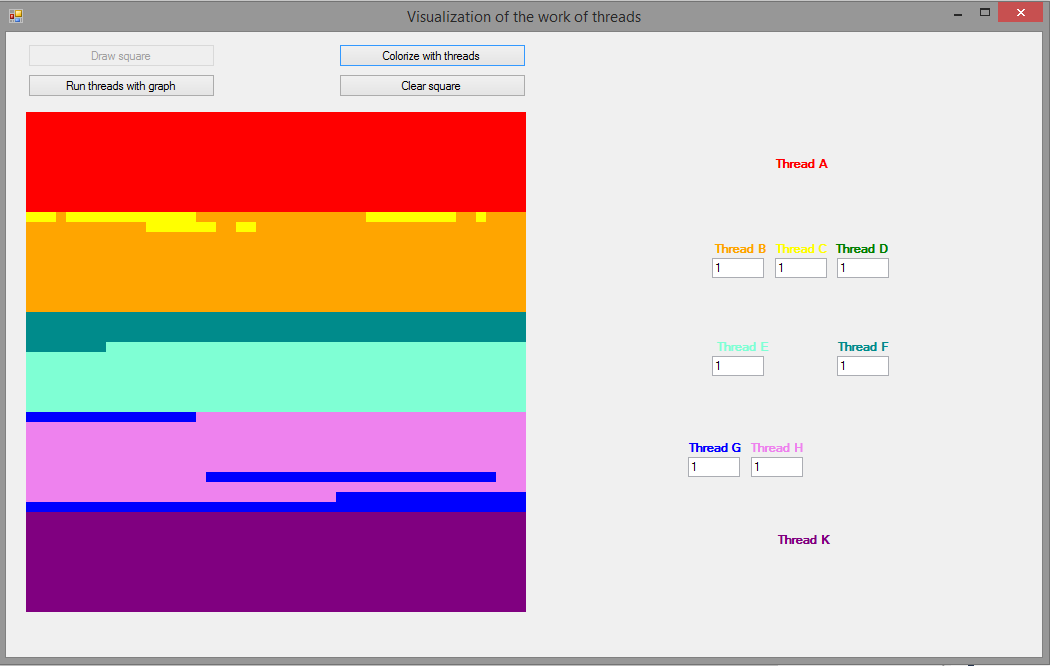 Visualization of the work of threads
Draw square
Colorize with threads
Run threads with graph
Clear square
Thread A
Thread B Thread C Thread D
1 1 1
Thread E Thread F
1 1
Thread G Thread H
1 1
Thread K